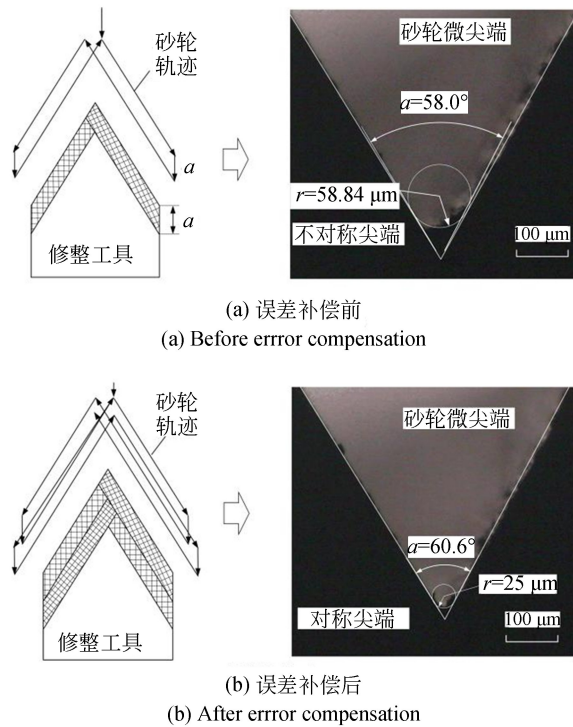 砂轮
轨迹
a
a
修整工具
砂轮微尖端
a=58.0°
r=58.84 μm
不对称尖端
100 μm
(a) 误差补偿前
(a) Before errror compensation
砂轮
轨迹
修整工具
砂轮微尖端
a=60.6°
r=25 μm
对称尖端
100 μm
(b) 误差补偿后
(b) After errror compensation